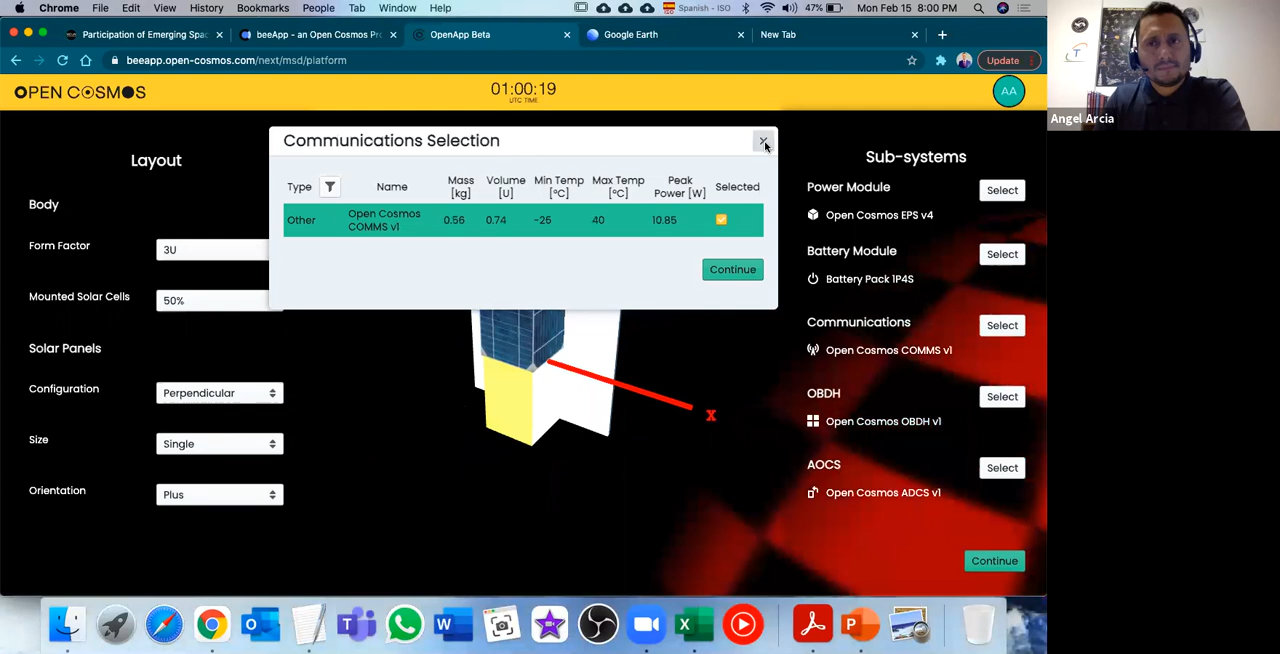 Chrome File Edit View History Bookmarks People Tab Window Help Spanish - ISO 47% Mon Feb 15 8:00 PM
Participation of Emerging Spac beeApp - an Open Cosmos Pr OpenApp Beta Google Earth New Tab
beeapp.open-cosmos.com/next/msd/platform Update
OPEN COSMOS 01:00:19 AA
UTC TIME
Angel Arcia
Communications Selection
Type Name Mass [kg] Volume [U] Min Temp [ºC] Max Temp [ºC] Peak Power [W] Selected
Other Open Cosmos COMMS v1 0.56 0.74 -25 40 10.85
Continue
Layout
Body
Form Factor 3U
Mounted Solar Cells 50%
Solar Panels
Configuration Perpendicular
Size Single
Orientation Plus
X
Sub-systems
Power Module Select
Open Cosmos EPS v4
Battery Module Select
Battery Pack 1P4S
Communications Select
Open Cosmos COMMS v1
OBDH Select
Open Cosmos OBDH v1
AOCS Select
Open Cosmos ADCS v1
Continue